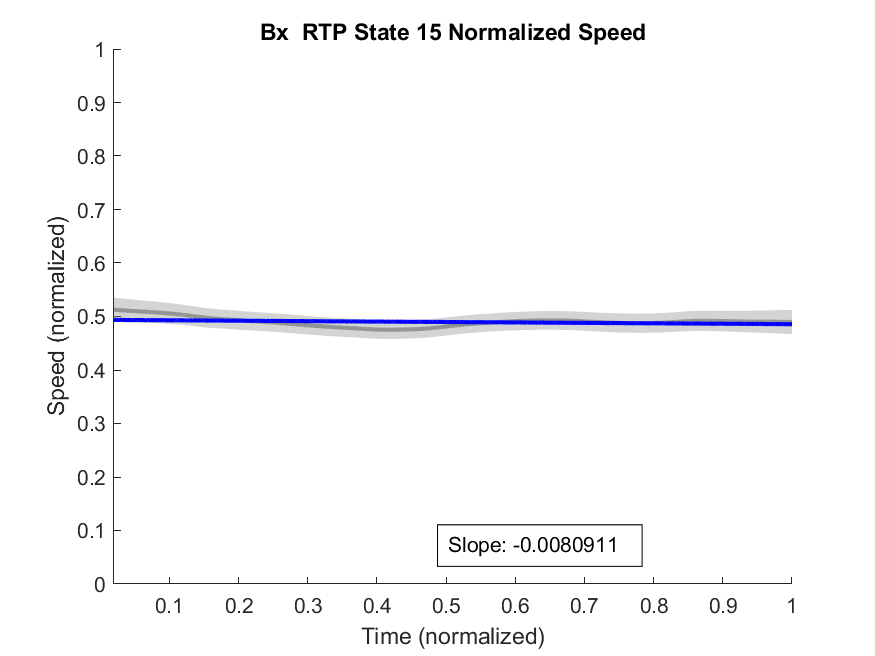 Bx  RTP State 15 Normalized Speed
1
0.9
0.8
0.7
0.6
0.5
0.4
0.3
0.2
0.1
0
Speed (normalized)
Slope: -0.0080911
0.1 0.2 0.3 0.4 0.5 0.6 0.7 0.8 0.9 1
Time (normalized)